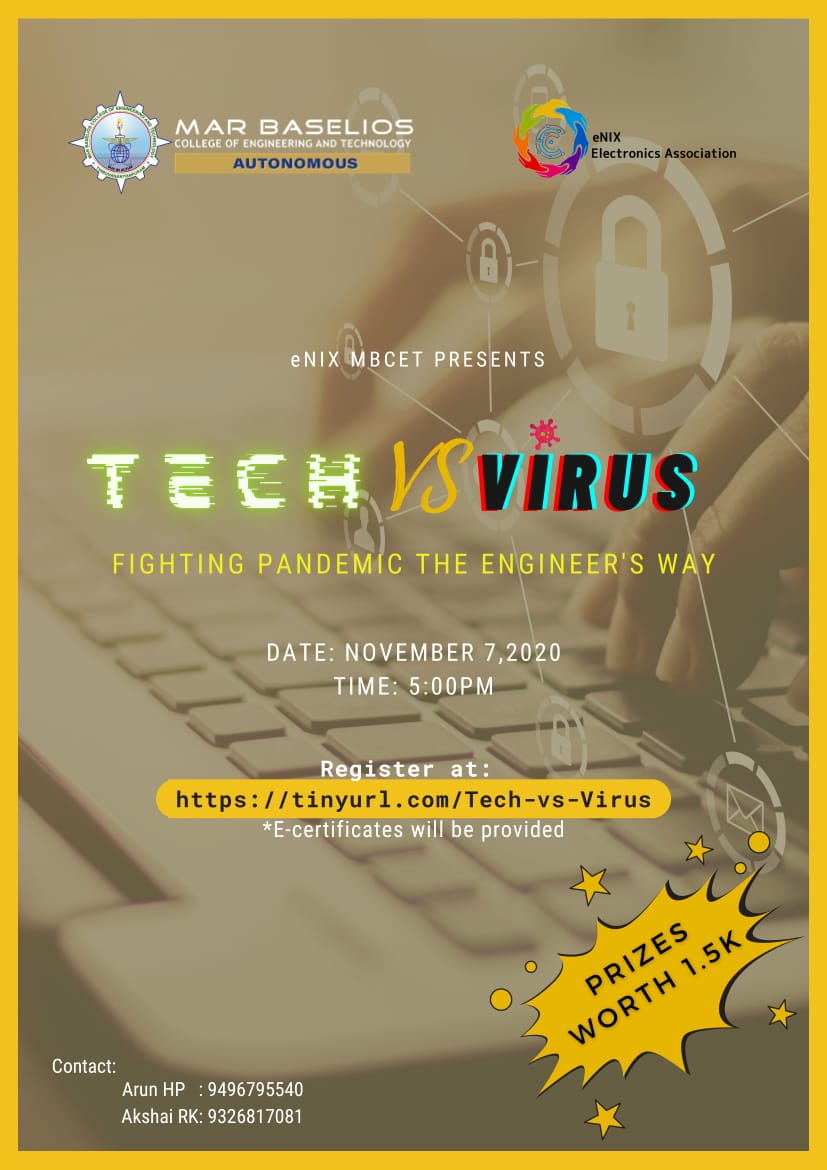 MAR BASELIOS
COLLEGE OF ENGINEERING AND TECHNOLOGY
AUTONOMOUS
eNIX
Electronics Association
eNIX MBCET PRESENTS
TECH VS VIRUS
FIGHTING PANDEMIC THE ENGINEER'S WAY
DATE: NOVEMBER 7,2020
TIME: 5:00PM
Register at:
https://tinyurl.com/Tech-vs-Virus
*E-certificates will be provided
PRIZES
WORTH 1.5K
Contact:
Arun HP : 9496795540
Akshai RK: 9326817081